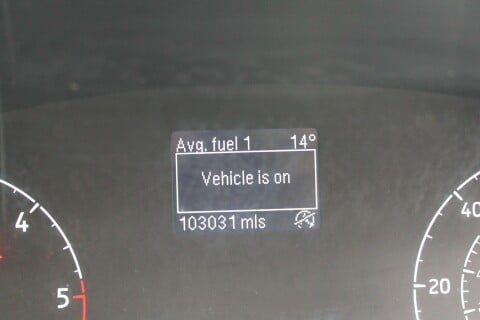 Avg. fuel 1 14°
Vehicle is on
103031 mls
4
5
40
20